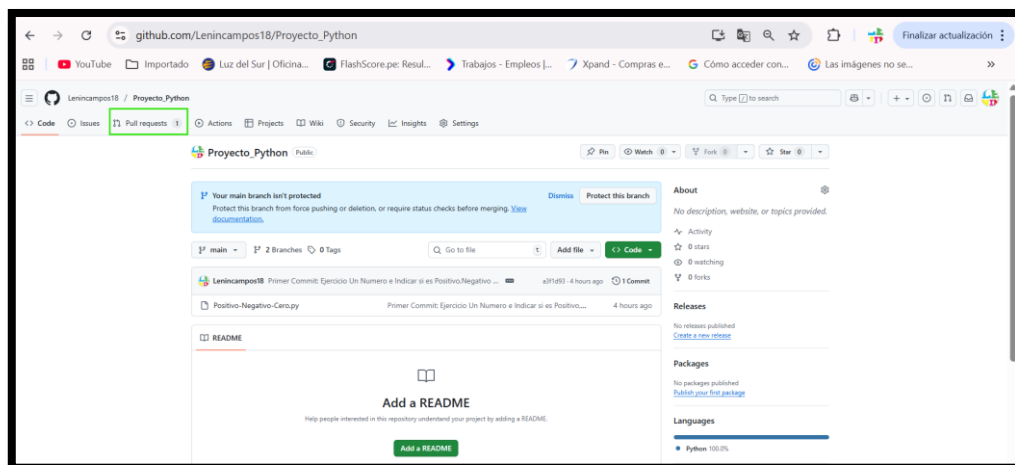 github.com/Lenincampos18/Proyecto_Python
Finalizar actualización
YouTube Importado Luz del Sur | Oficina... FlashScore.pe: Resul... Trabajos - Empleos |... Xpand - Compras e... Cómo acceder con... Las imágenes no se... »
Lenincampos18 / Proyecto_Python
Type / to search
Code Issues Pull requests 1 Actions Projects Wiki Security Insights Settings
Proyecto_Python Public
Pin Watch 0 Fork 0 Star 0
Your main branch isn't protected
Protect this branch from force pushing or deletion, or require status checks before merging. View
documentation.
Dismiss Protect this branch
main 2 Branches 0 Tags Go to file t Add file Code
Lenincampos18 Primer Commit: Ejercicio Un Numero e Indicar si es Positivo,Negativo ... a3f1d93 · 4 hours ago 1 Commit
Positivo-Negativo-Cero.py Primer Commit: Ejercicio Un Numero e Indicar si es Positivo,... 4 hours ago
README
Add a README
Help people interested in this repository understand your project by adding a README.
Add a README
About
No description, website, or topics provided.
Activity
0 stars
0 watching
0 forks
Releases
No releases published
Create a new release
Packages
No packages published
Publish your first package
Languages
Python 100.0%